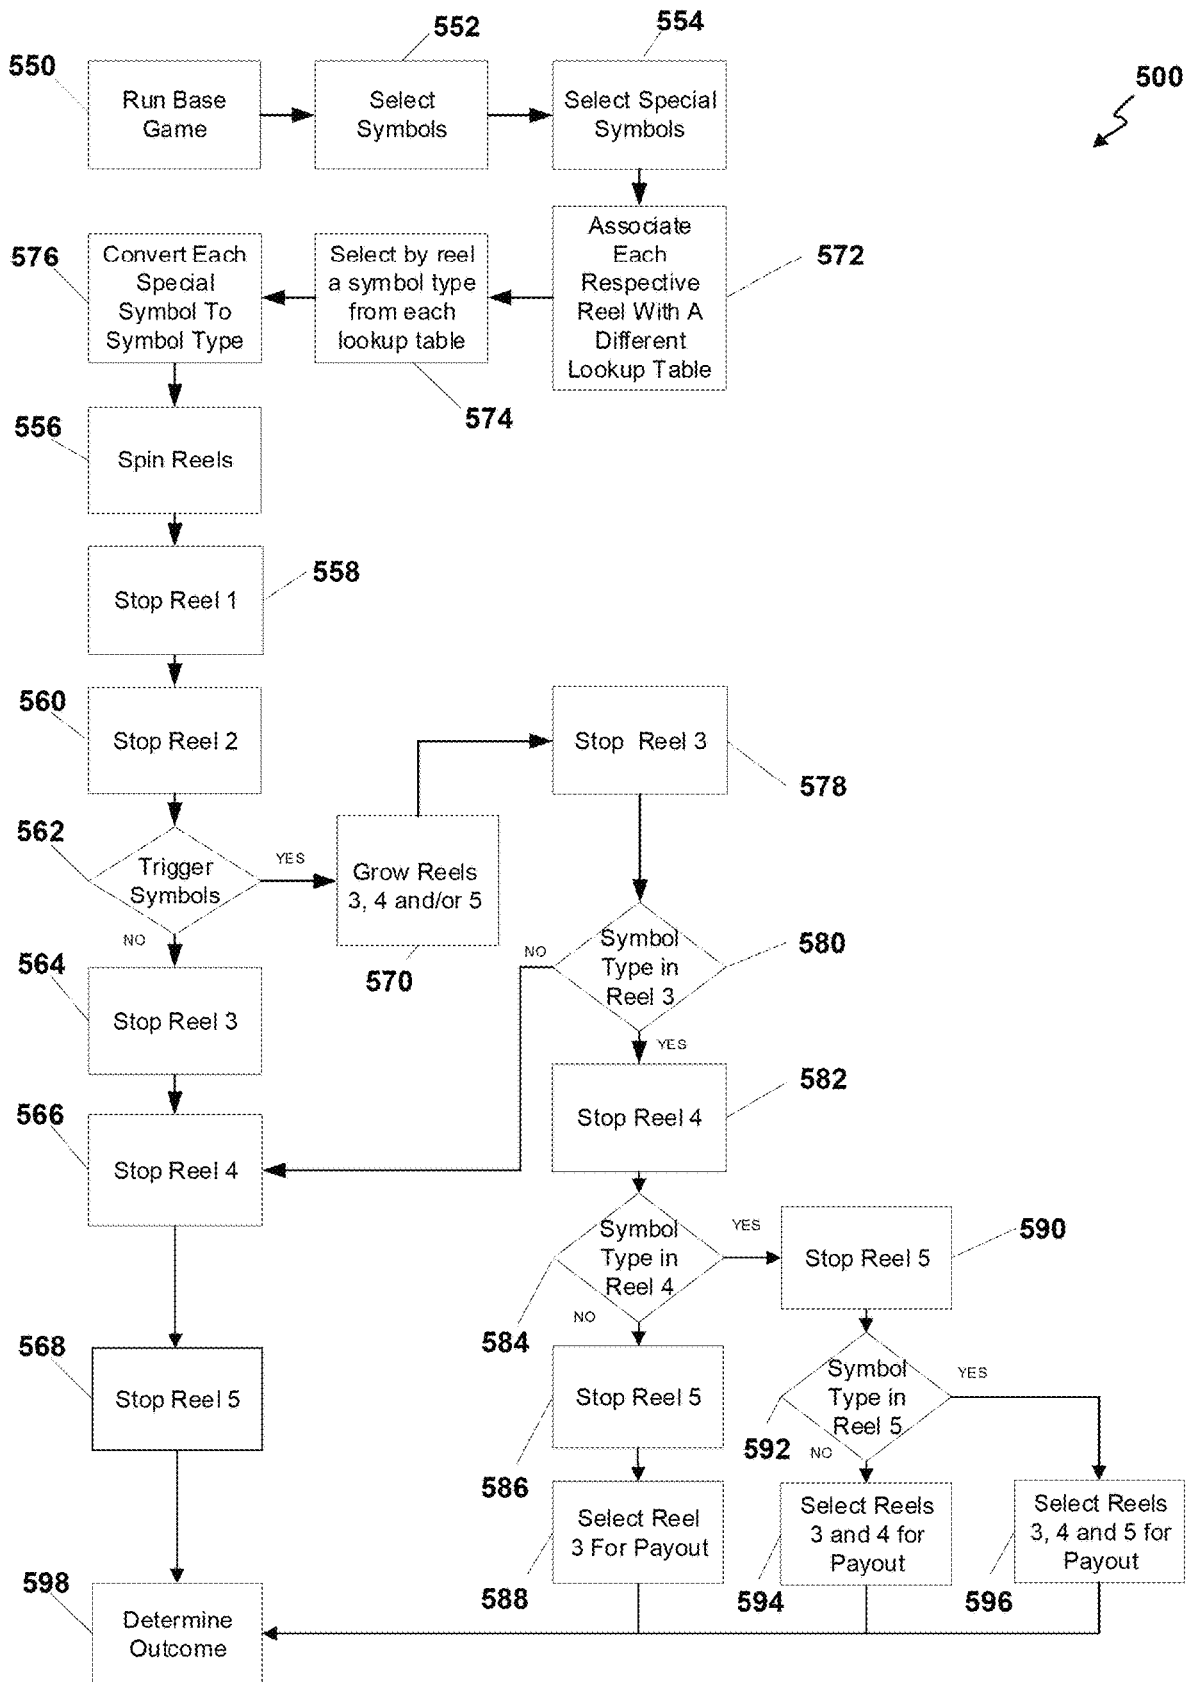 550
Run Base
Game
552
Select
Symbols
554
Select Special
Symbols
500
576
Convert Each
Special
Symbol To
Symbol Type
Select by reel
a symbol type
from each
lookup table
574
Associate
Each
Respective
Reel With A
Different
Lookup Table
572
556
Spin Reels
Stop Reel 1
558
560
Stop Reel 2
Stop Reel 3
578
562
Trigger
Symbols
YES
NO
Grow Reels
3, 4 and/or 5
570
Symbol
Type in
Reel 3
580
NO
YES
564
Stop Reel 3
582
Stop Reel 4
566
Stop Reel 4
Symbol
Type in
Reel 4
584
YES
NO
590
Stop Reel 5
568
Stop Reel 5
Stop Reel 5
586
Symbol
Type in
Reel 5
592
YES
NO
Select Reel
3 For Payout
588
Select Reels
3 and 4 for
Payout
594
Select Reels
3, 4 and 5 for
Payout
596
598
Determine
Outcome